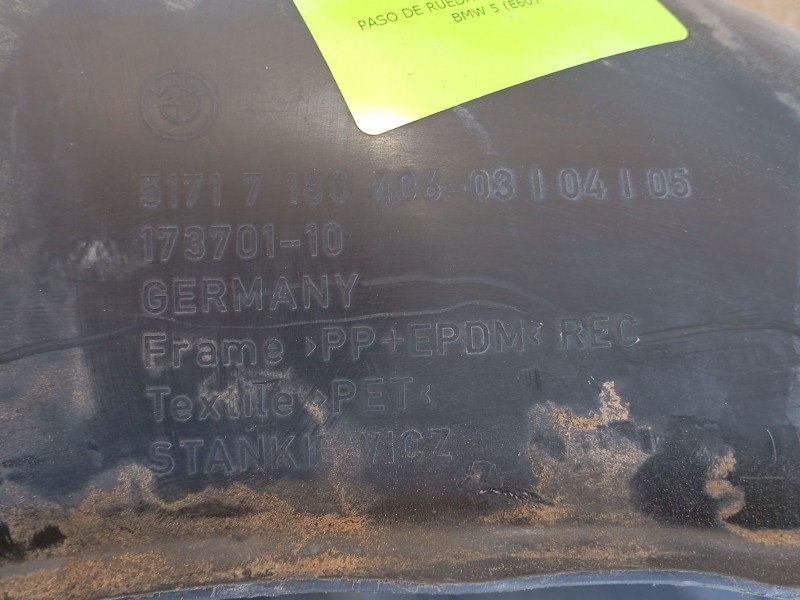 PASO DE RUEDA
BMW 5 (E60)
5171 7 180 406-03 | 04 | 05
173701-10
GERMANY
Frame >PP+EPDM< REC
Textile >PET<
STANKIEWICZ